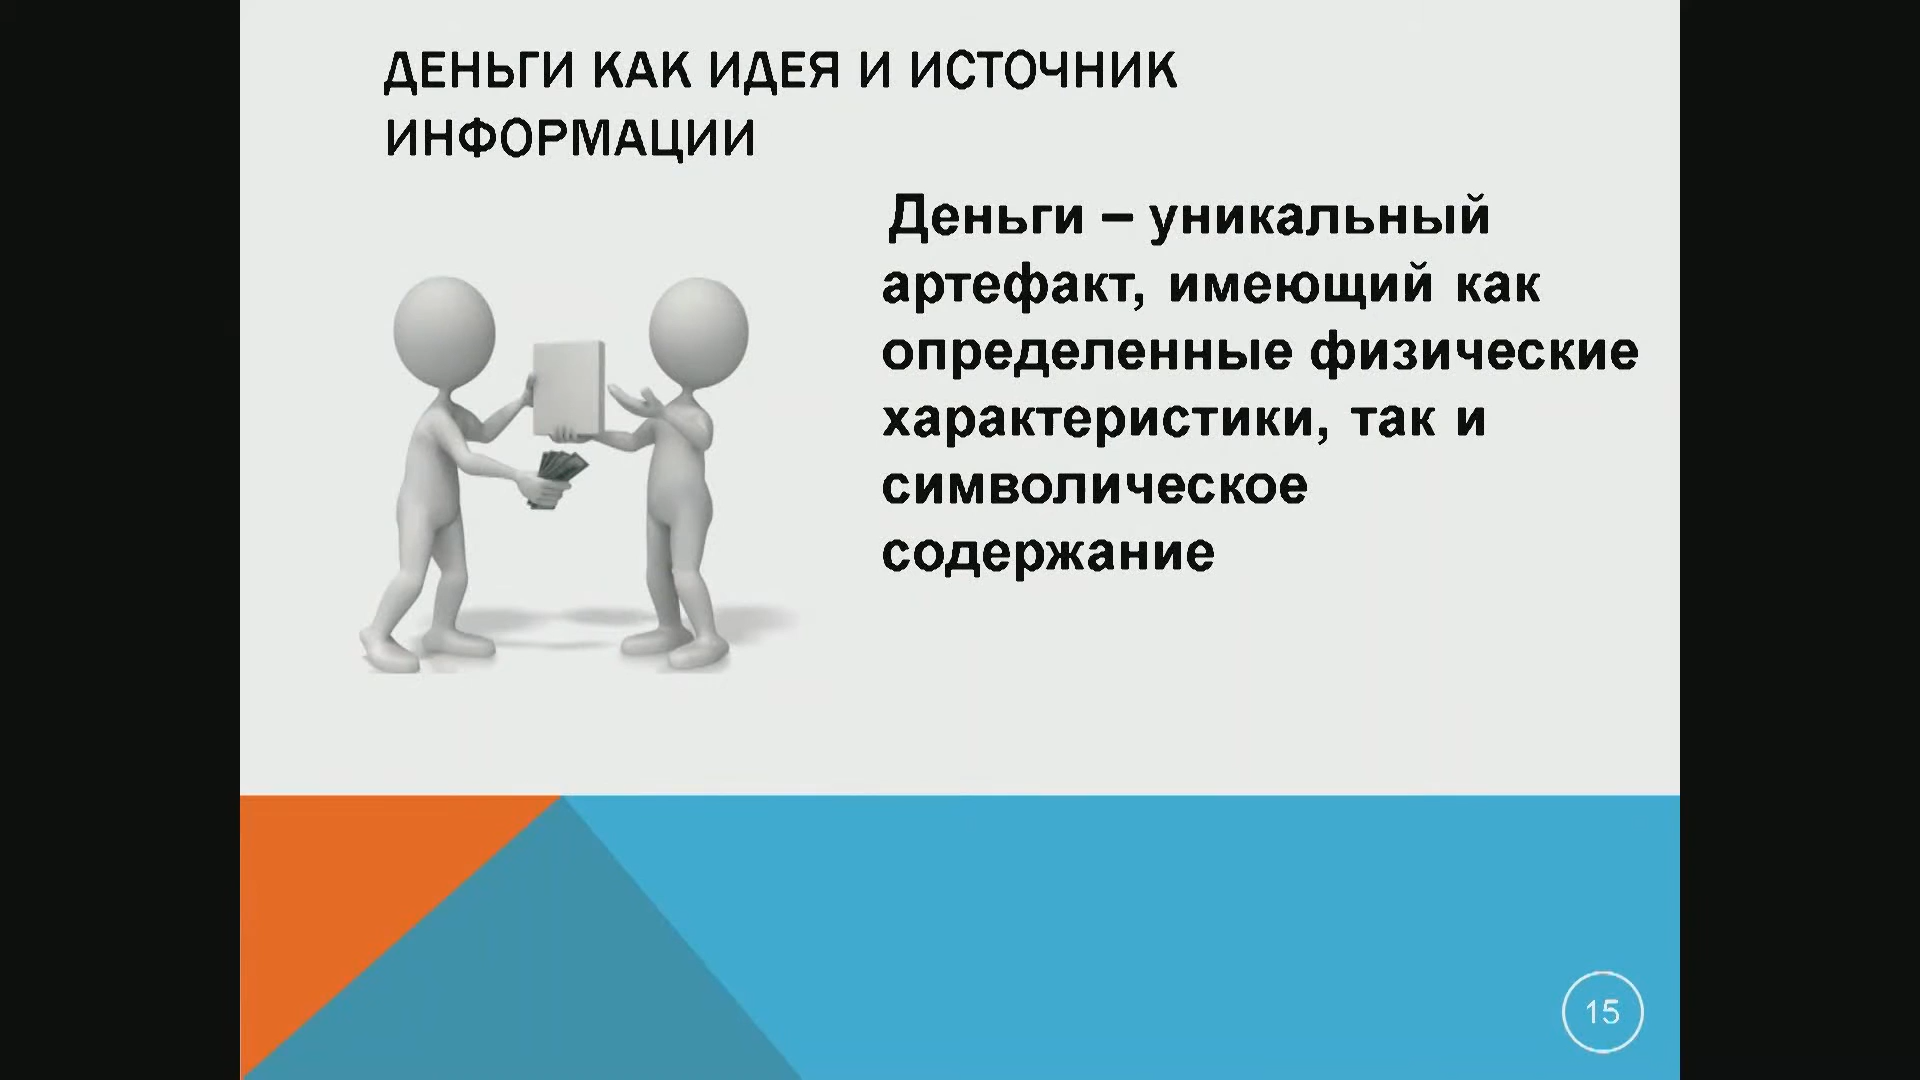 ДЕНЬГИ КАК ИДЕЯ И ИСТОЧНИК
ИНФОРМАЦИИ
Деньги – уникальный
артефакт, имеющий как
определенные физические
характеристики, так и
символическое
содержание
15